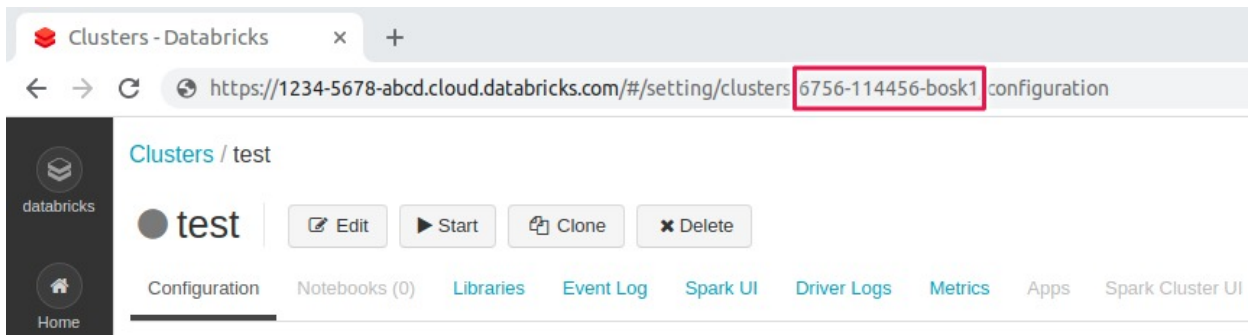 Clusters - Databricks × +
https://1234-5678-abcd.cloud.databricks.com/#/setting/clusters 6756-114456-bosk1 configuration
Clusters / test
databricks
test Edit Start Clone Delete
Configuration Notebooks (0) Libraries Event Log Spark UI Driver Logs Metrics Apps Spark Cluster UI
Home